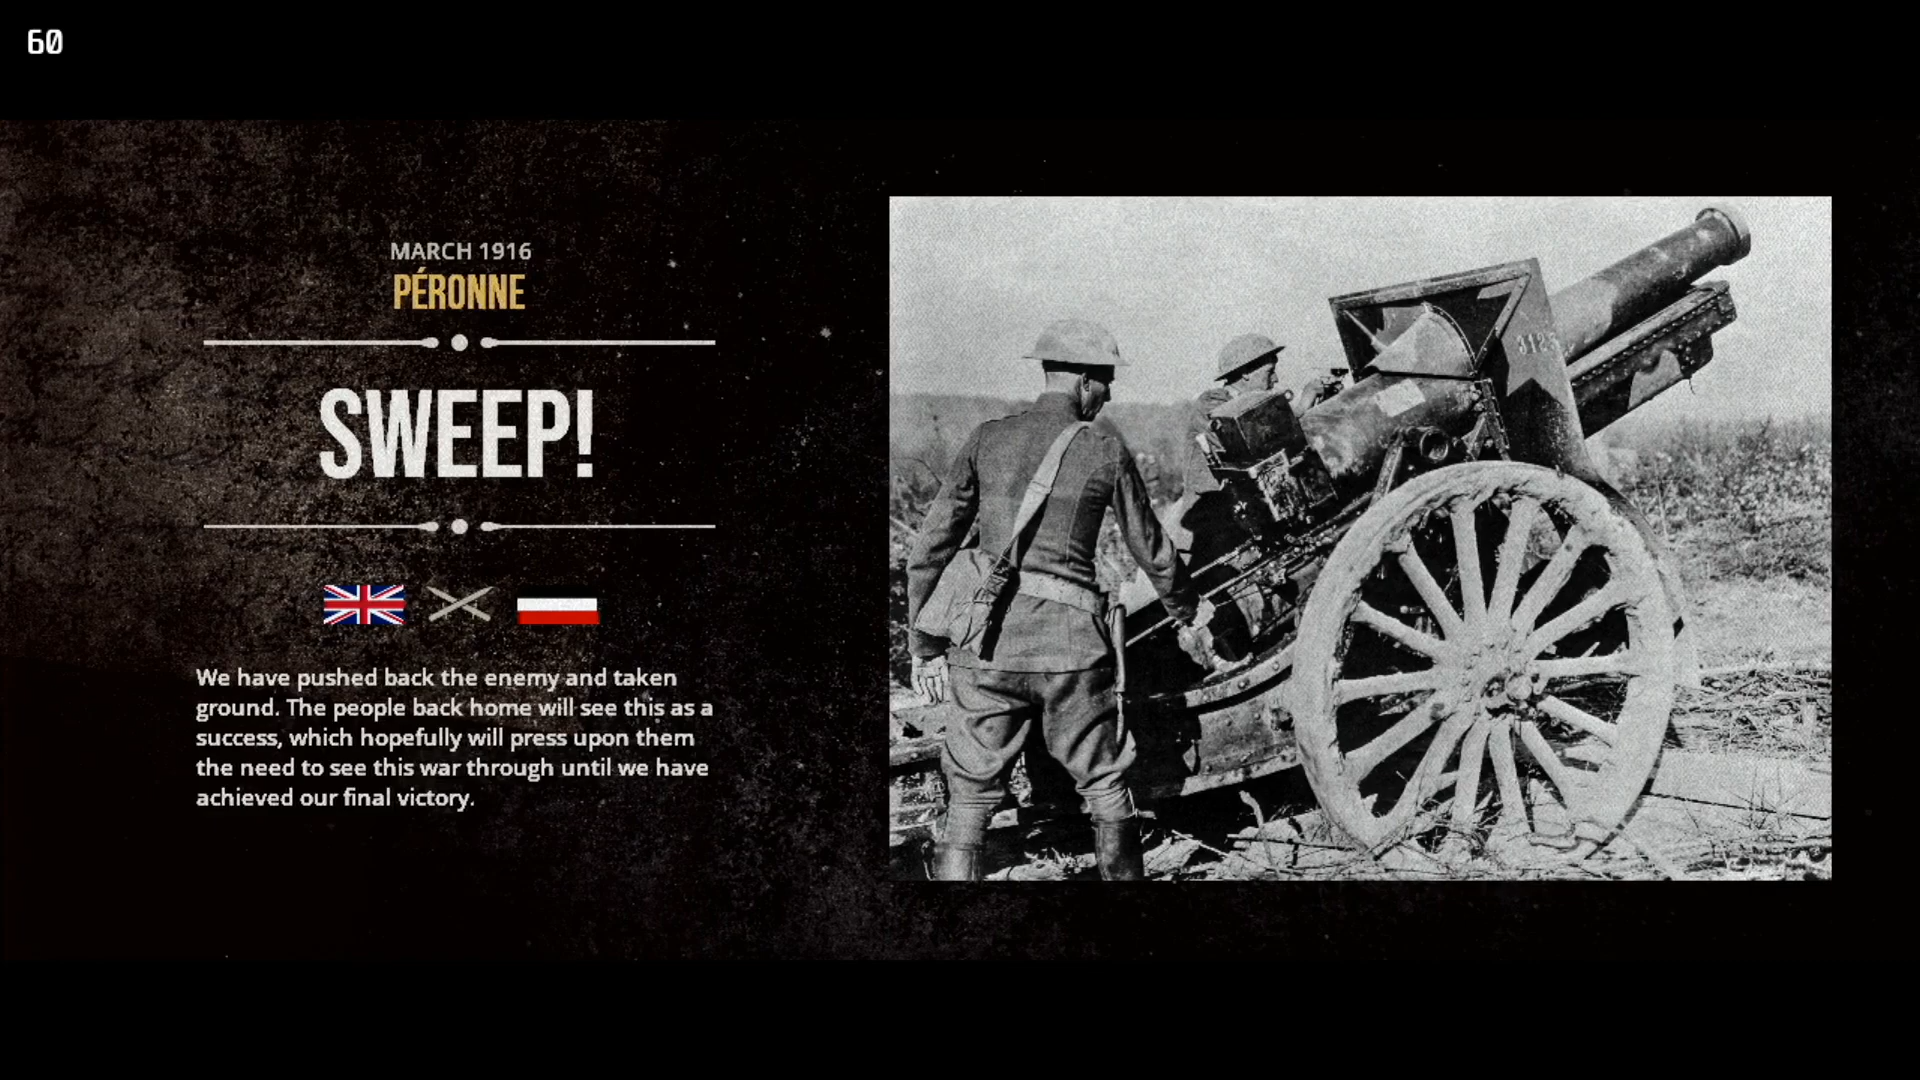 60
MARCH 1916
PÉRONNE
SWEEP!
We have pushed back the enemy and taken
ground. The people back home will see this as a
success, which hopefully will press upon them
the need to see this war through until we have
achieved our final victory.